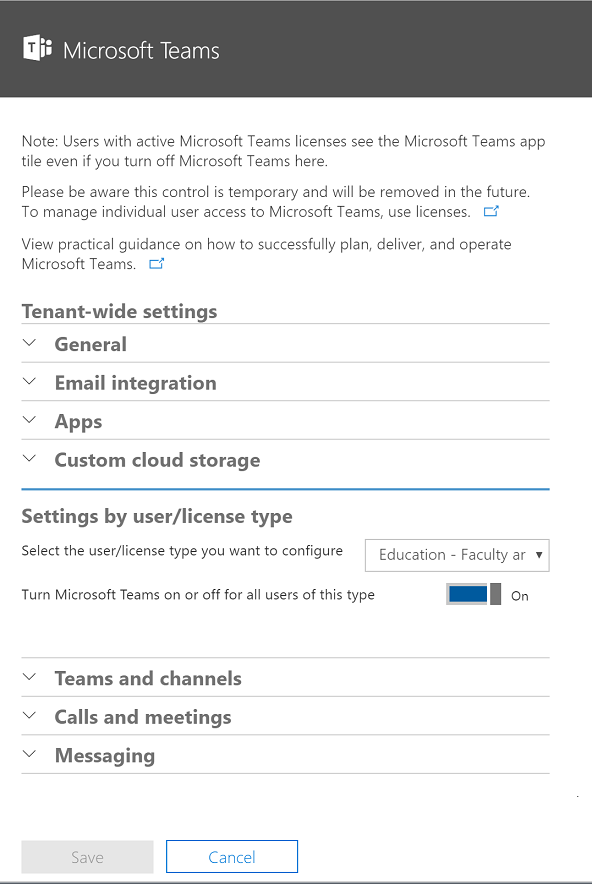 Microsoft Teams
Note: Users with active Microsoft Teams licenses see the Microsoft Teams app
tile even if you turn off Microsoft Teams here.
Please be aware this control is temporary and will be removed in the future.
To manage individual user access to Microsoft Teams, use licenses.
View practical guidance on how to successfully plan, deliver, and operate
Microsoft Teams.
Tenant-wide settings
General
Email integration
Apps
Custom cloud storage
Settings by user/license type
Select the user/license type you want to configure
Education - Faculty ar
Turn Microsoft Teams on or off for all users of this type
On
Teams and channels
Calls and meetings
Messaging
Save
Cancel